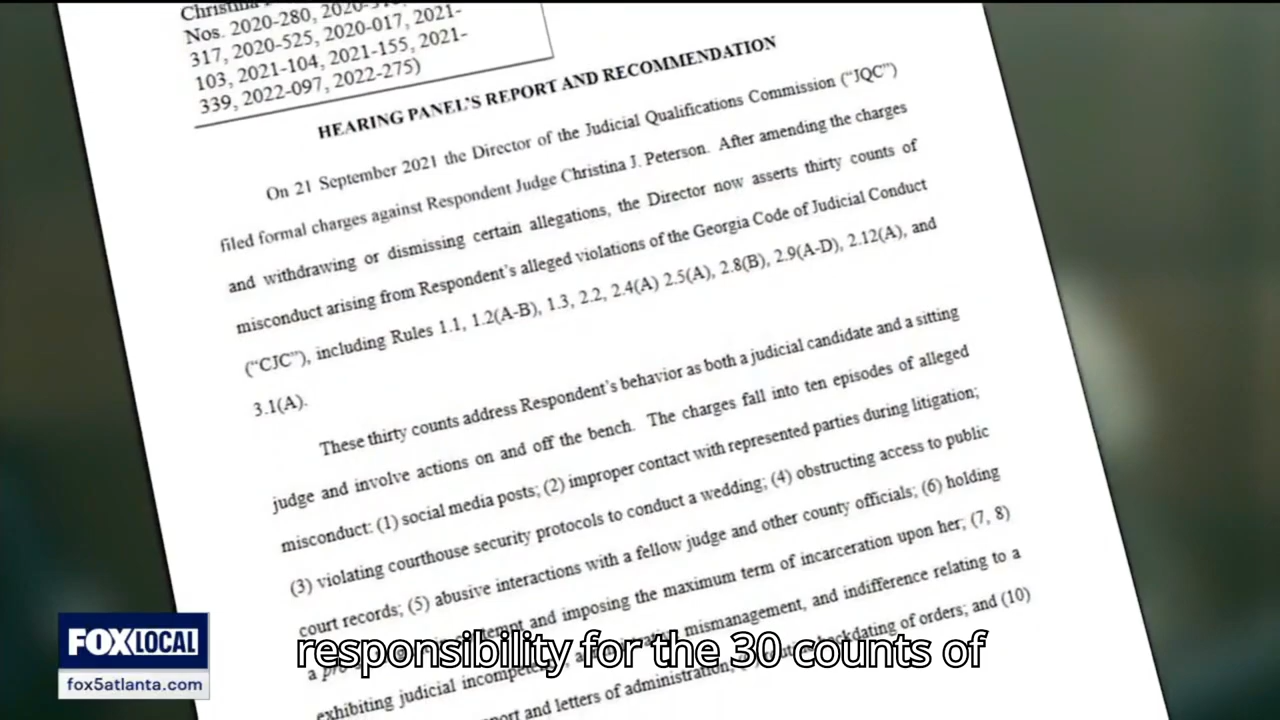 Christina
Nos. 2020-280, 2020-
317, 2020-525, 2020-017, 2021-
103, 2021-104, 2021-155, 2021-
339, 2022-097, 2022-275)
HEARING PANEL'S REPORT AND RECOMMENDATION
On 21 September 2021 the Director of the Judicial Qualifications Commission (“JQC”)
filed formal charges against Respondent Judge Christina J. Peterson. After amending the charges
and withdrawing or dismissing certain allegations, the Director now asserts thirty counts of
misconduct arising from Respondent's alleged violations of the Georgia Code of Judicial Conduct
(“CJC”), including Rules 1.1, 1.2(A-B), 1.3, 2.2, 2.4(A) 2.5(A), 2.8(B), 2.9(A-D), 2.12(A), and
3.1(A).
These thirty counts address Respondent's behavior as both a judicial candidate and a sitting
judge and involve actions on and off the bench. The charges fall into ten episodes of alleged
misconduct: (1) social media posts; (2) improper contact with represented parties during litigation;
(3) violating courthouse security protocols to conduct a wedding; (4) obstructing access to public
court records; (5) abusive interactions with a fellow judge and other county officials; (6) holding
a and imposing the maximum term of incarceration upon her; (7, 8)
exhibiting judicial mismanagement, and indifference relating to a
and letters of administration; backdating of orders; and (10)
responsibility for the 30 counts of
FOX LOCAL
fox5atlanta.com